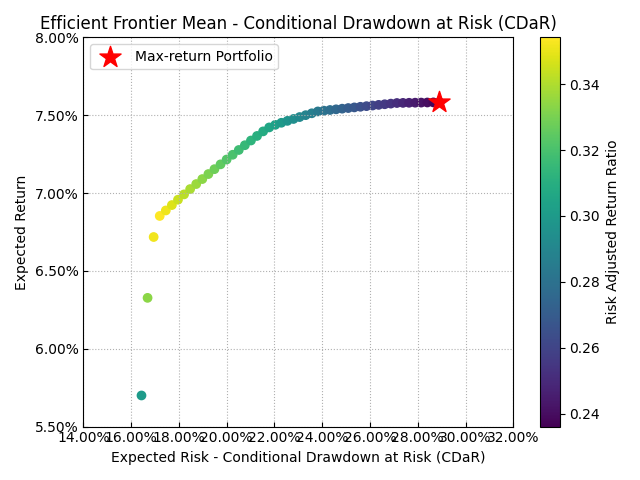 Efficient Frontier Mean - Conditional Drawdown at Risk (CDaR)
Max-return Portfolio
8.00%
7.50%
7.00%
6.50%
6.00%
5.50%
Expected Return
14.00% 16.00% 18.00% 20.00% 22.00% 24.00% 26.00% 28.00% 30.00% 32.00%
Expected Risk - Conditional Drawdown at Risk (CDaR)
0.34
0.32
0.30
0.28
0.26
0.24
Risk Adjusted Return Ratio